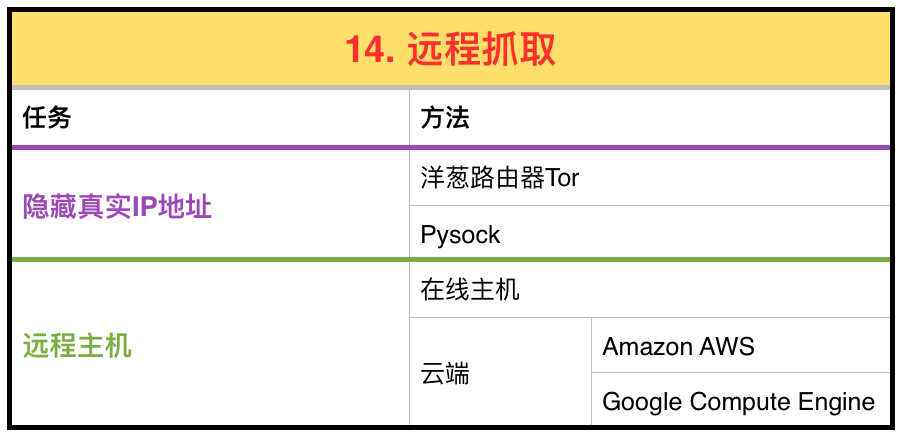 14. 远程抓取
任务
方法
隐藏真实IP地址
洋葱路由器Tor
Pysock
远程主机
在线主机
云端
Amazon AWS
Google Compute Engine